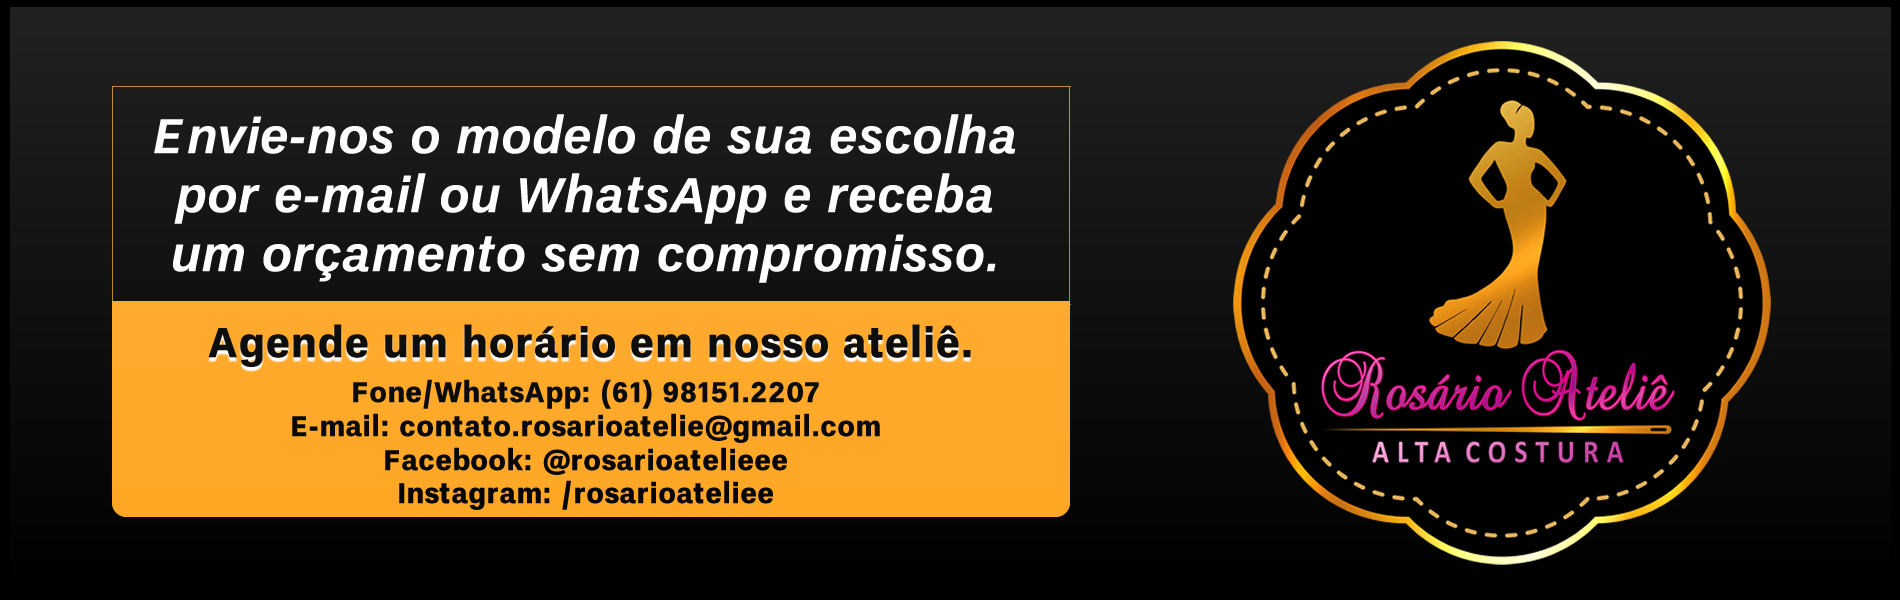 Envie-nos o modelo de sua escolha
por e-mail ou WhatsApp e receba
um orçamento sem compromisso.
Agende um horário em nosso ateliê.
Fone/WhatsApp: (61) 98151.2207
E-mail: contato.rosarioatelie@gmail.com
Facebook: @rosarioatelieee
Instagram: /rosarioateliee
Rosário Ateliê
ALTA COSTURA